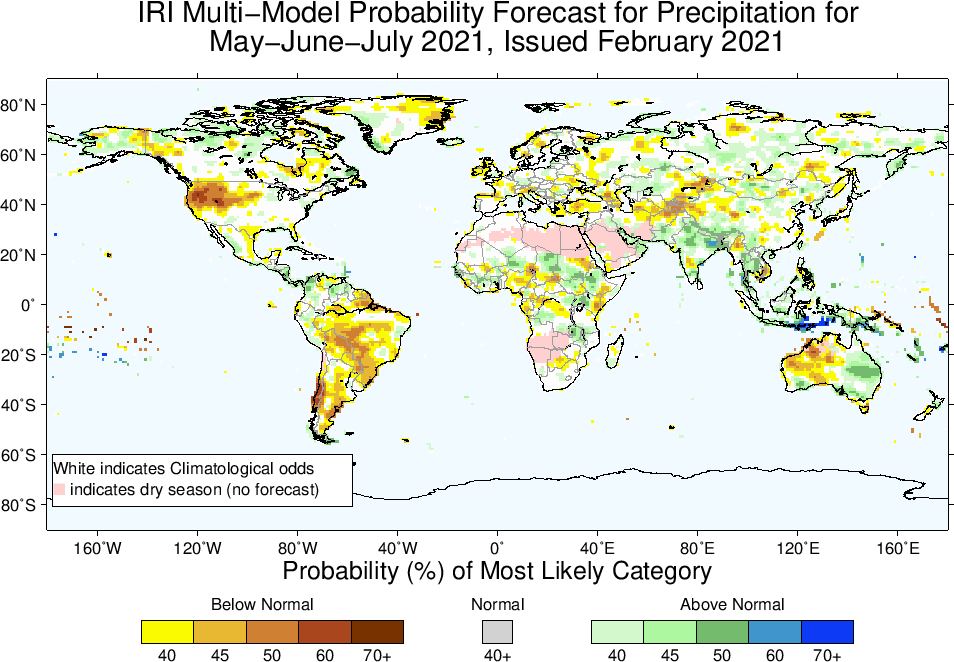 IRI Multi−Model Probability Forecast for Precipitation for
May−June−July 2021, Issued February 2021
80˚N
60˚N
40˚N
20˚N
0˚
20˚S
40˚S
60˚S
80˚S
White indicates Climatological odds
indicates dry season (no forecast)
160˚W 120˚W 80˚W 40˚W 0˚ 40˚E 80˚E 120˚E 160˚E
Probability (%) of Most Likely Category
Below Normal Normal Above Normal
40 45 50 60 70+ 40+ 40 45 50 60 70+